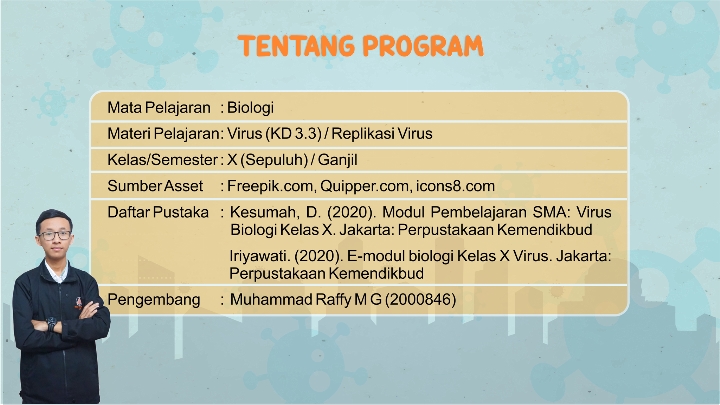 TENTANG PROGRAM
Mata Pelajaran : Biologi
Materi Pelajaran: Virus (KD 3.3) / Replikasi Virus
Kelas/Semester : X (Sepuluh) / Ganjil
Sumber Asset : Freepik.com, Quipper.com, icons8.com
Daftar Pustaka : Kesumah, D. (2020). Modul Pembelajaran SMA: Virus
Biologi Kelas X. Jakarta: Perpustakaan Kemendikbud
Iriyawati. (2020). E-modul biologi Kelas X Virus. Jakarta:
Perpustakaan Kemendikbud
Pengembang : Muhammad Raffy M G (2000846)